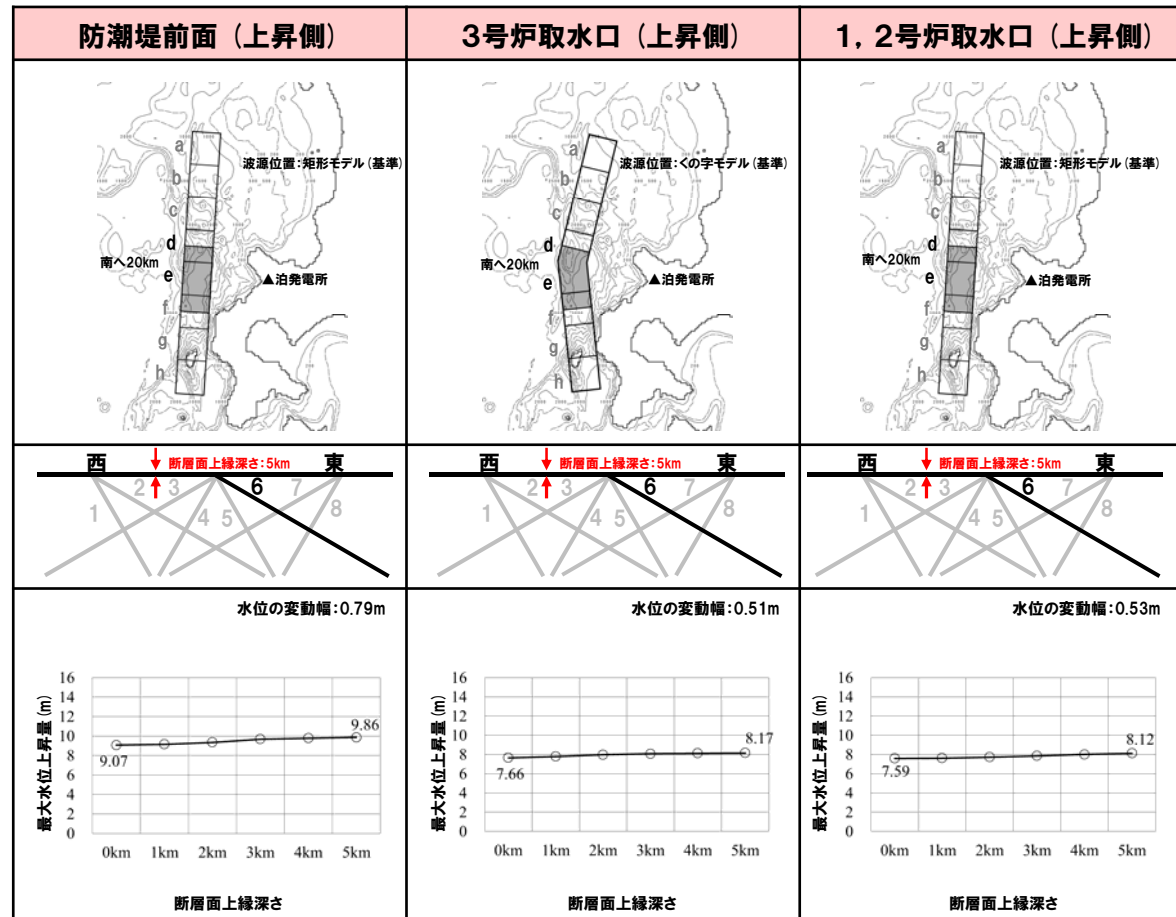 防潮堤前面（上昇側）
3号炉取水口（上昇側）
1，2号炉取水口（上昇側）
波源位置：矩形モデル（基準）
a
b
c
d
南へ20km
e
▲泊発電所
f
g
h
波源位置：くの字モデル（基準）
a
b
c
d
e
▲泊発電所
f
g
h
波源位置：矩形モデル（基準）
a
b
c
d
南へ20km
e
▲泊発電所
f
g
h
西 断層面上縁深さ：5km 東
1 2 3 4 5 6 7 8
西 断層面上縁深さ：5km 東
1 2 3 4 5 6 7 8
西 断層面上縁深さ：5km 東
1 2 3 4 5 6 7 8
水位の変動幅：0.79m
最大水位上昇量（m）
16
14
12
10
8
6
4
2
0
9.07
9.86
0km 1km 2km 3km 4km 5km
断層面上縁深さ
水位の変動幅：0.51m
最大水位上昇量（m）
16
14
12
10
8
6
4
2
0
7.66
8.17
0km 1km 2km 3km 4km 5km
断層面上縁深さ
水位の変動幅：0.53m
最大水位上昇量（m）
16
14
12
10
8
6
4
2
0
7.59
8.12
0km 1km 2km 3km 4km 5km
断層面上縁深さ